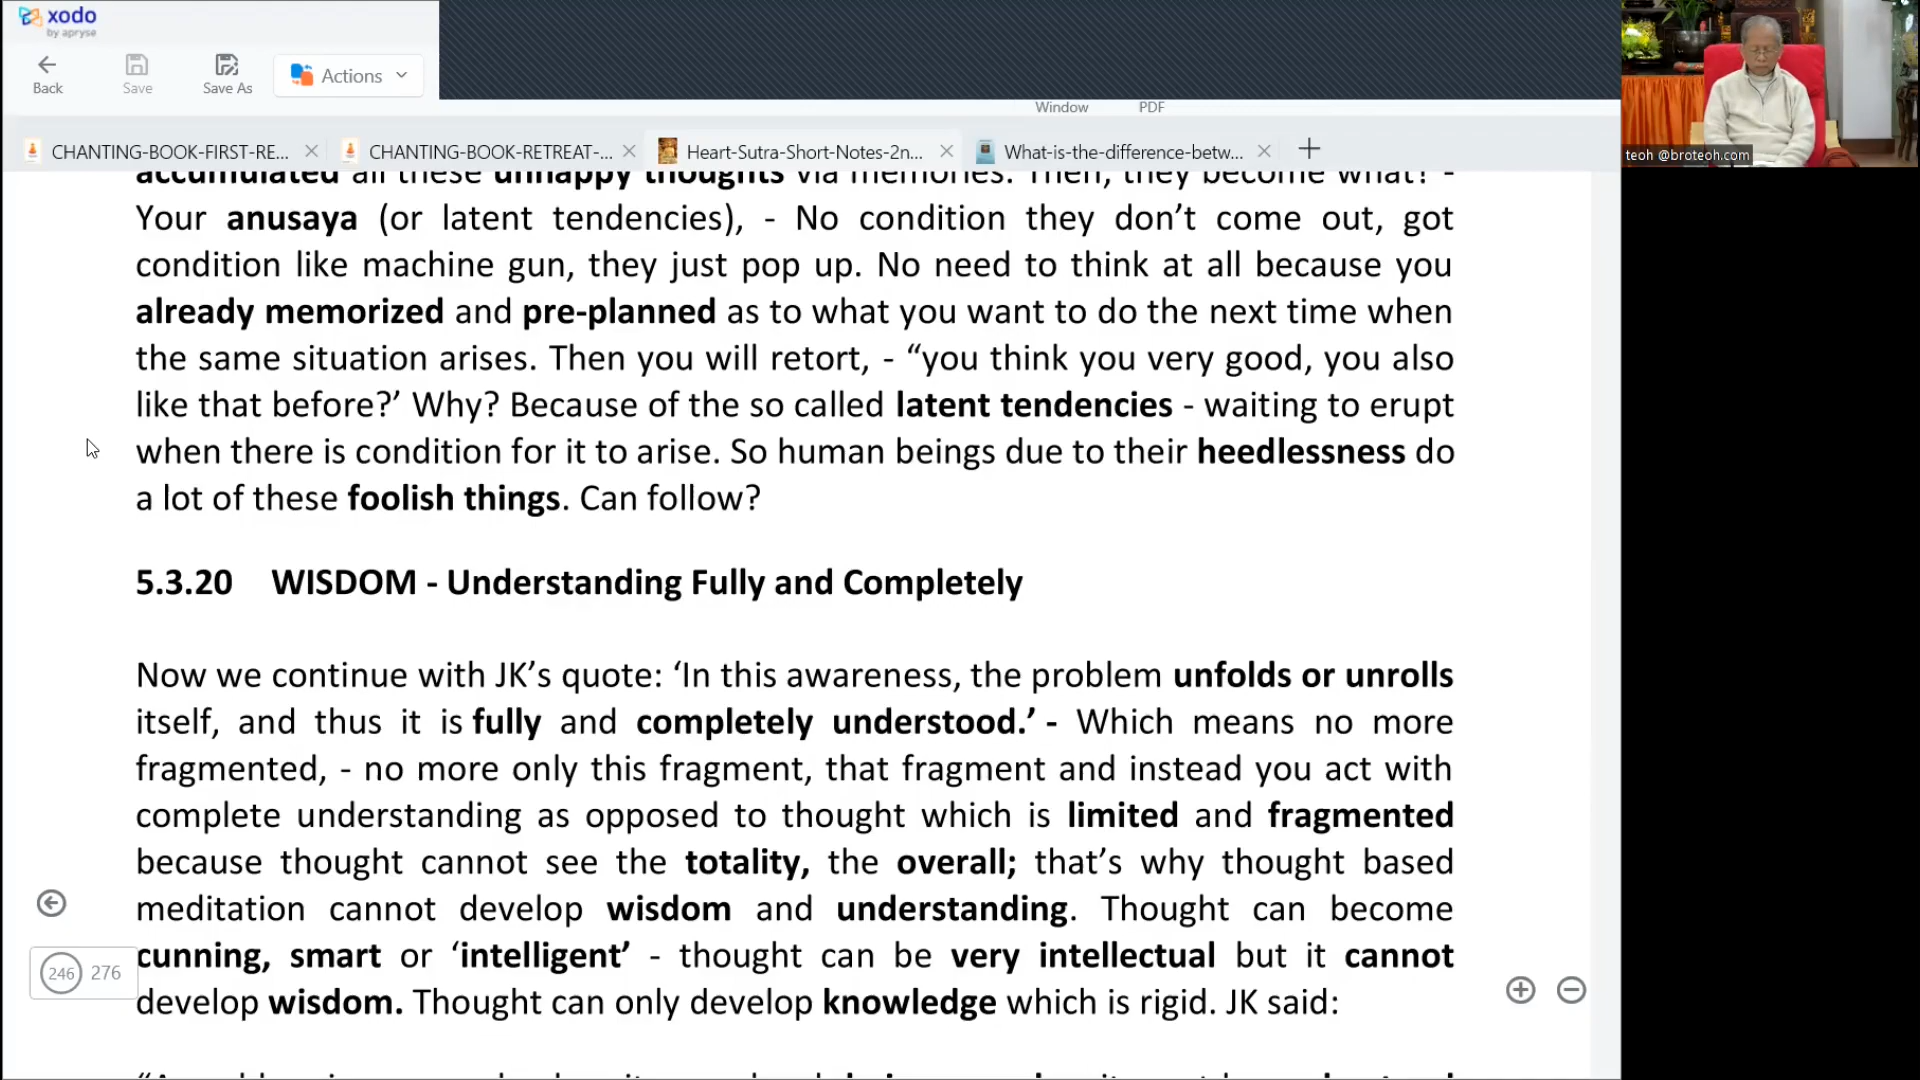 xodo
by apryse
Back
Save
Save As
Actions
Window
PDF
CHANTING-BOOK-FIRST-RE...
CHANTING-BOOK-RETREAT-...
Heart-Sutra-Short-Notes-2n...
What-is-the-difference-betw...
teoh @broteoh.com
accumulated all these unhappy thoughts via memories. Then, they become what? -
Your anusaya (or latent tendencies), - No condition they don’t come out, got
condition like machine gun, they just pop up. No need to think at all because you
already memorized and pre-planned as to what you want to do the next time when
the same situation arises. Then you will retort, - “you think you very good, you also
like that before?’ Why? Because of the so called latent tendencies - waiting to erupt
when there is condition for it to arise. So human beings due to their heedlessness do
a lot of these foolish things. Can follow?
5.3.20 WISDOM - Understanding Fully and Completely
Now we continue with JK’s quote: ‘In this awareness, the problem unfolds or unrolls
itself, and thus it is fully and completely understood.’ - Which means no more
fragmented, - no more only this fragment, that fragment and instead you act with
complete understanding as opposed to thought which is limited and fragmented
because thought cannot see the totality, the overall; that’s why thought based
meditation cannot develop wisdom and understanding. Thought can become
cunning, smart or ‘intelligent’ - thought can be very intellectual but it cannot
develop wisdom. Thought can only develop knowledge which is rigid. JK said:
246 276